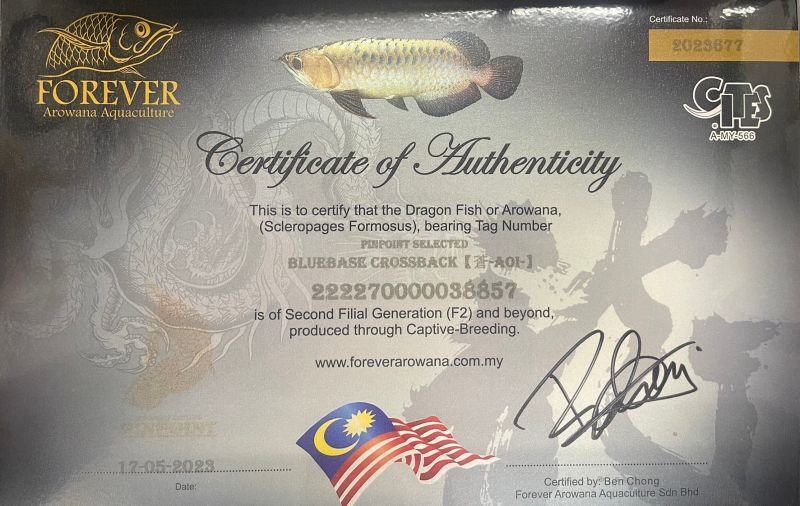 FOREVER
Arowana Aquaculture
Certificate No.:
2023677
CITES
A-MY-566
Certificate of Authenticity
This is to certify that the Dragon Fish or Arowana,
(Scleropages Formosus), bearing Tag Number
PINPOINT SELECTED
BLUEBASE CROSSBACK【蒼-AOI-】
222270000038857
is of Second Filial Generation (F2) and beyond,
produced through Captive-Breeding.
www.foreverarowana.com.my
PINPOINT
17-05-2023
Date:
Certified by: Ben Chong
Forever Arowana Aquaculture Sdn Bhd